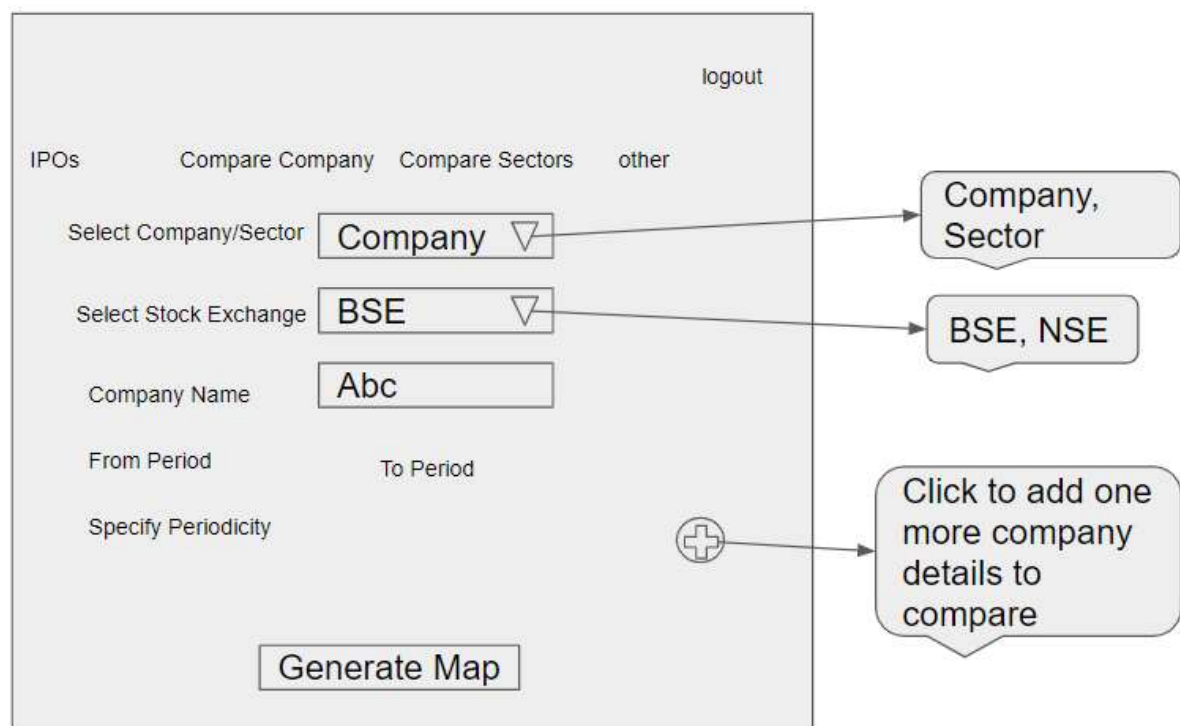 logout
IPOs Compare Company Compare Sectors other
Select Company/Sector Company
Company,
Sector
Select Stock Exchange BSE
BSE, NSE
Company Name Abc
From Period To Period
Specify Periodicity
Click to add one
more company
details to
compare
Generate Map